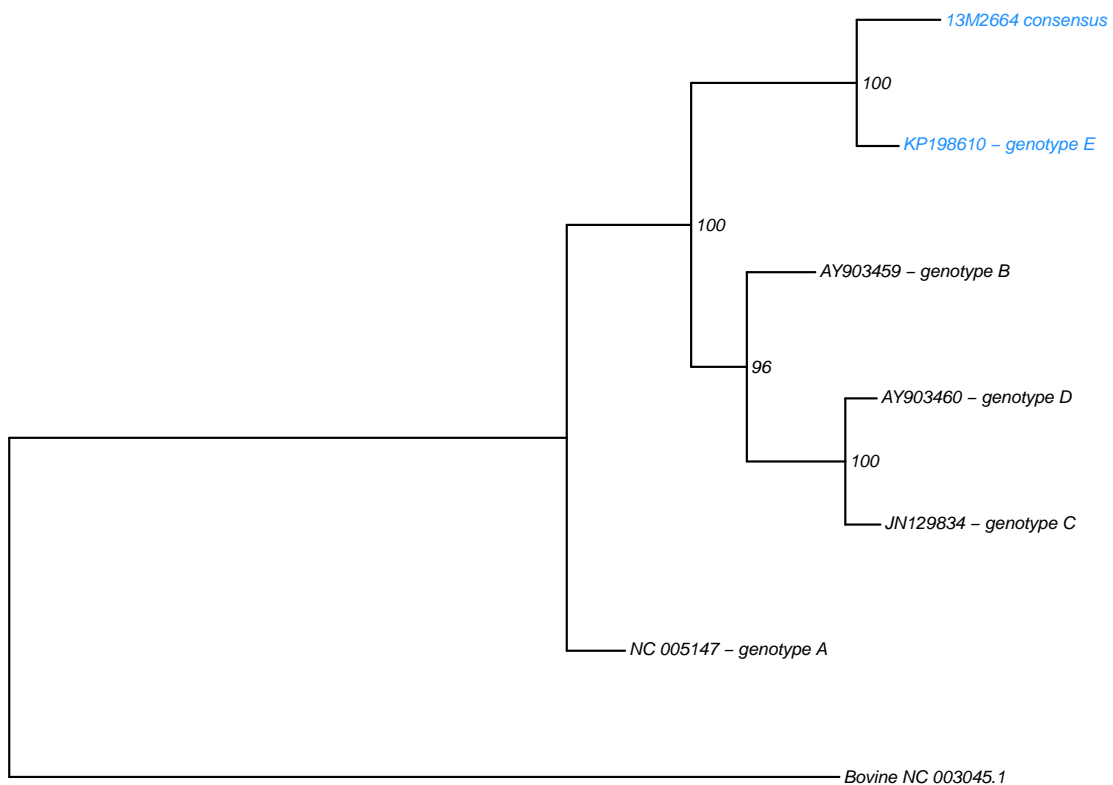 13M2664 consensus
100
KP198610 – genotype E
100
AY903459 – genotype B
96
AY903460 – genotype D
100
JN129834 – genotype C
NC 005147 – genotype A
Bovine NC 003045.1